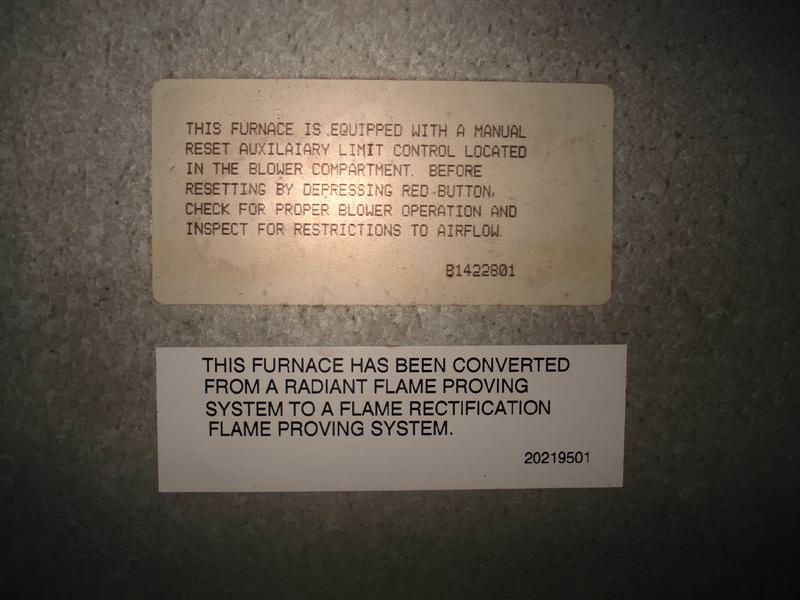 THIS FURNACE IS EQUIPPED WITH A MANUAL
RESET AUXILAIARY LIMIT CONTROL LOCATED
IN THE BLOWER COMPARTMENT. BEFORE
RESETTING BY DEPRESSING RED BUTTON,
CHECK FOR PROPER BLOWER OPERATION AND
INSPECT FOR RESTRICTIONS TO AIRFLOW.
B1422801
THIS FURNACE HAS BEEN CONVERTED
FROM A RADIANT FLAME PROVING
SYSTEM TO A FLAME RECTIFICATION
FLAME PROVING SYSTEM.
20219501